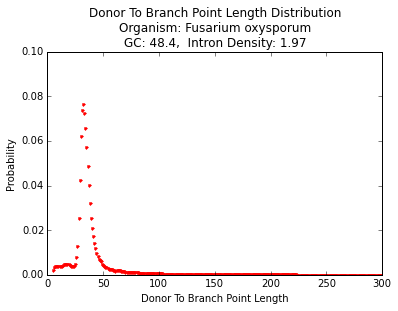 Donor To Branch Point Length Distribution
Organism: Fusarium oxysporum
GC: 48.4,  Intron Density: 1.97
0.10
0.08
0.06
0.04
0.02
0.00
Probability
0 50 100 150 200 250 300
Donor To Branch Point Length